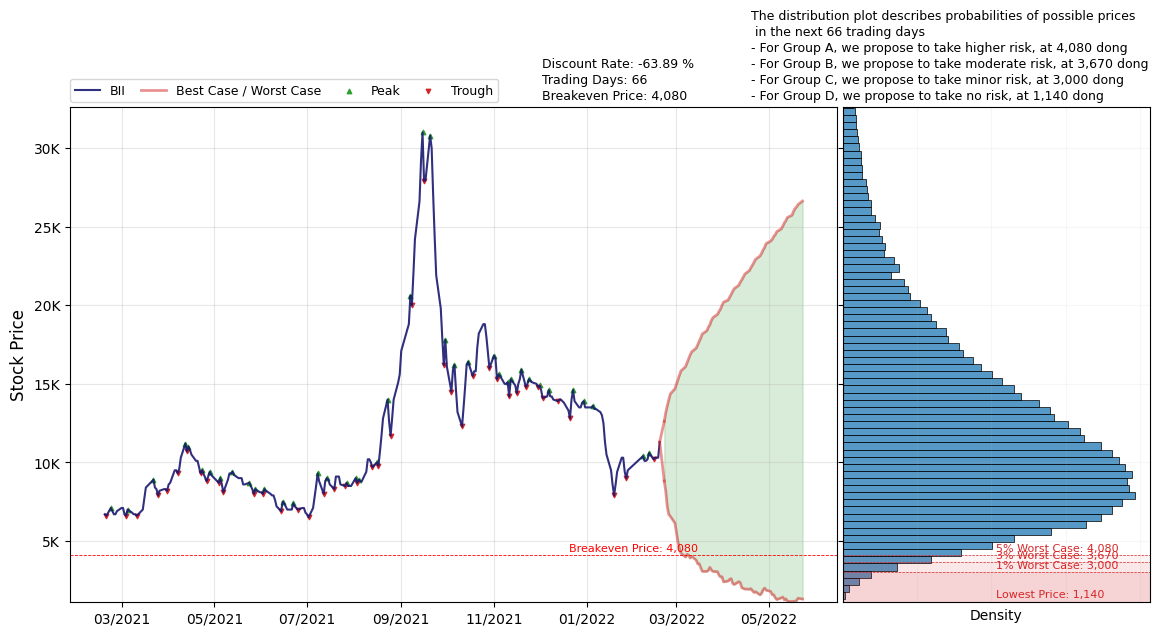 The distribution plot describes probabilities of possible prices
in the next 66 trading days
- For Group A, we propose to take higher risk, at 4,080 dong
- For Group B, we propose to take moderate risk, at 3,670 dong
- For Group C, we propose to take minor risk, at 3,000 dong
- For Group D, we propose to take no risk, at 1,140 dong
Discount Rate: -63.89 %
Trading Days: 66
Breakeven Price: 4,080
BII
Best Case / Worst Case
Peak
Trough
Stock Price
30K
25K
20K
15K
10K
5K
Breakeven Price: 4,080
03/2021
05/2021
07/2021
09/2021
11/2021
01/2022
03/2022
05/2022
5% Worst Case: 4,080
3% Worst Case: 3,670
1% Worst Case: 3,000
Lowest Price: 1,140
Density